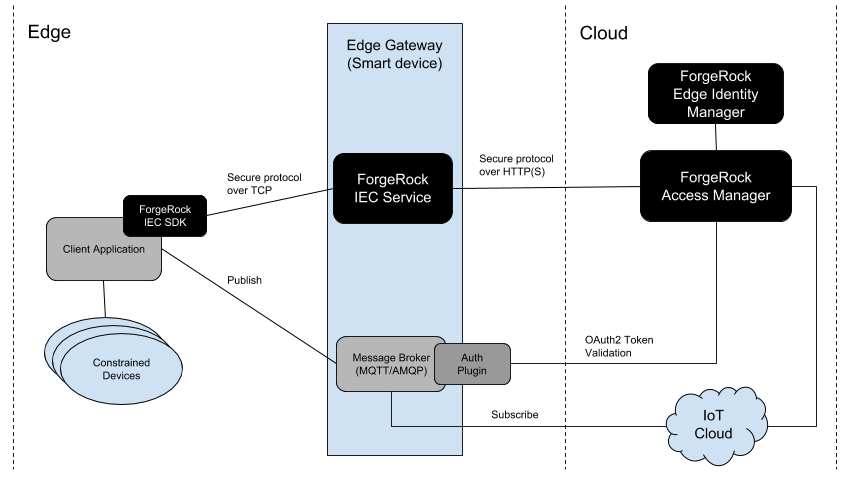 Edge
Edge Gateway
(Smart device)
Cloud
ForgeRock
Edge Identity
Manager
Secure protocol
over TCP
ForgeRock
IEC Service
Secure protocol
over HTTP(S)
ForgeRock
Access Manager
ForgeRock
IEC SDK
Client Application
Publish
Constrained
Devices
Message Broker
(MQTT/AMQP)
Auth
Plugin
OAuth2 Token
Validation
Subscribe
IoT
Cloud